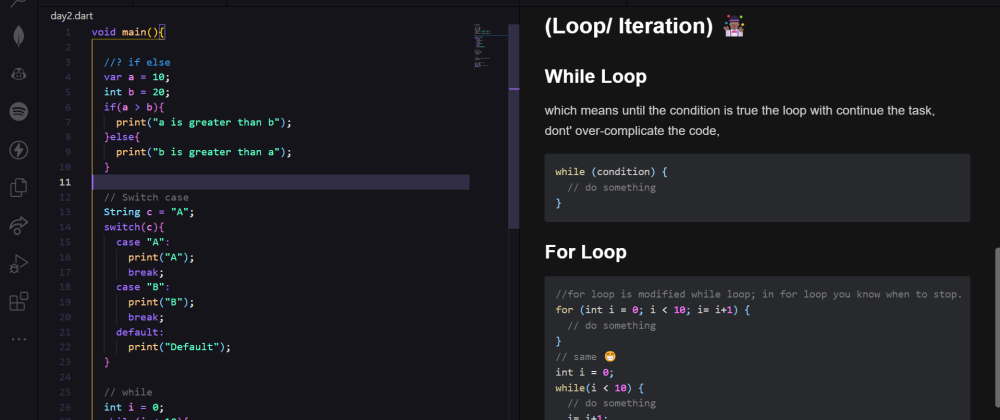 day2.dart
1 void main(){
2
3 //? if else
4 var a = 10;
5 int b = 20;
6 if(a > b){
7 print("a is greater than b");
8 }else{
9 print("b is greater than a");
10 }
11
12 // Switch case
13 String c = "A";
14 switch(c){
15 case "A":
16 print("A");
17 break;
18 case "B":
19 print("B");
20 break;
21 default:
22 print("Default");
23 }
24
25 // while
26 int i = 0;
(Loop/ Iteration)
While Loop
which means until the condition is true the loop with continue the task,
dont' over-complicate the code,
while (condition) {
// do something
}
For Loop
//for loop is modified while loop; in for loop you know when to stop.
for (int i = 0; i < 10; i= i+1) {
// do something
}
// same 😁
int i = 0;
while(i < 10) {
// do something
i= i+1;